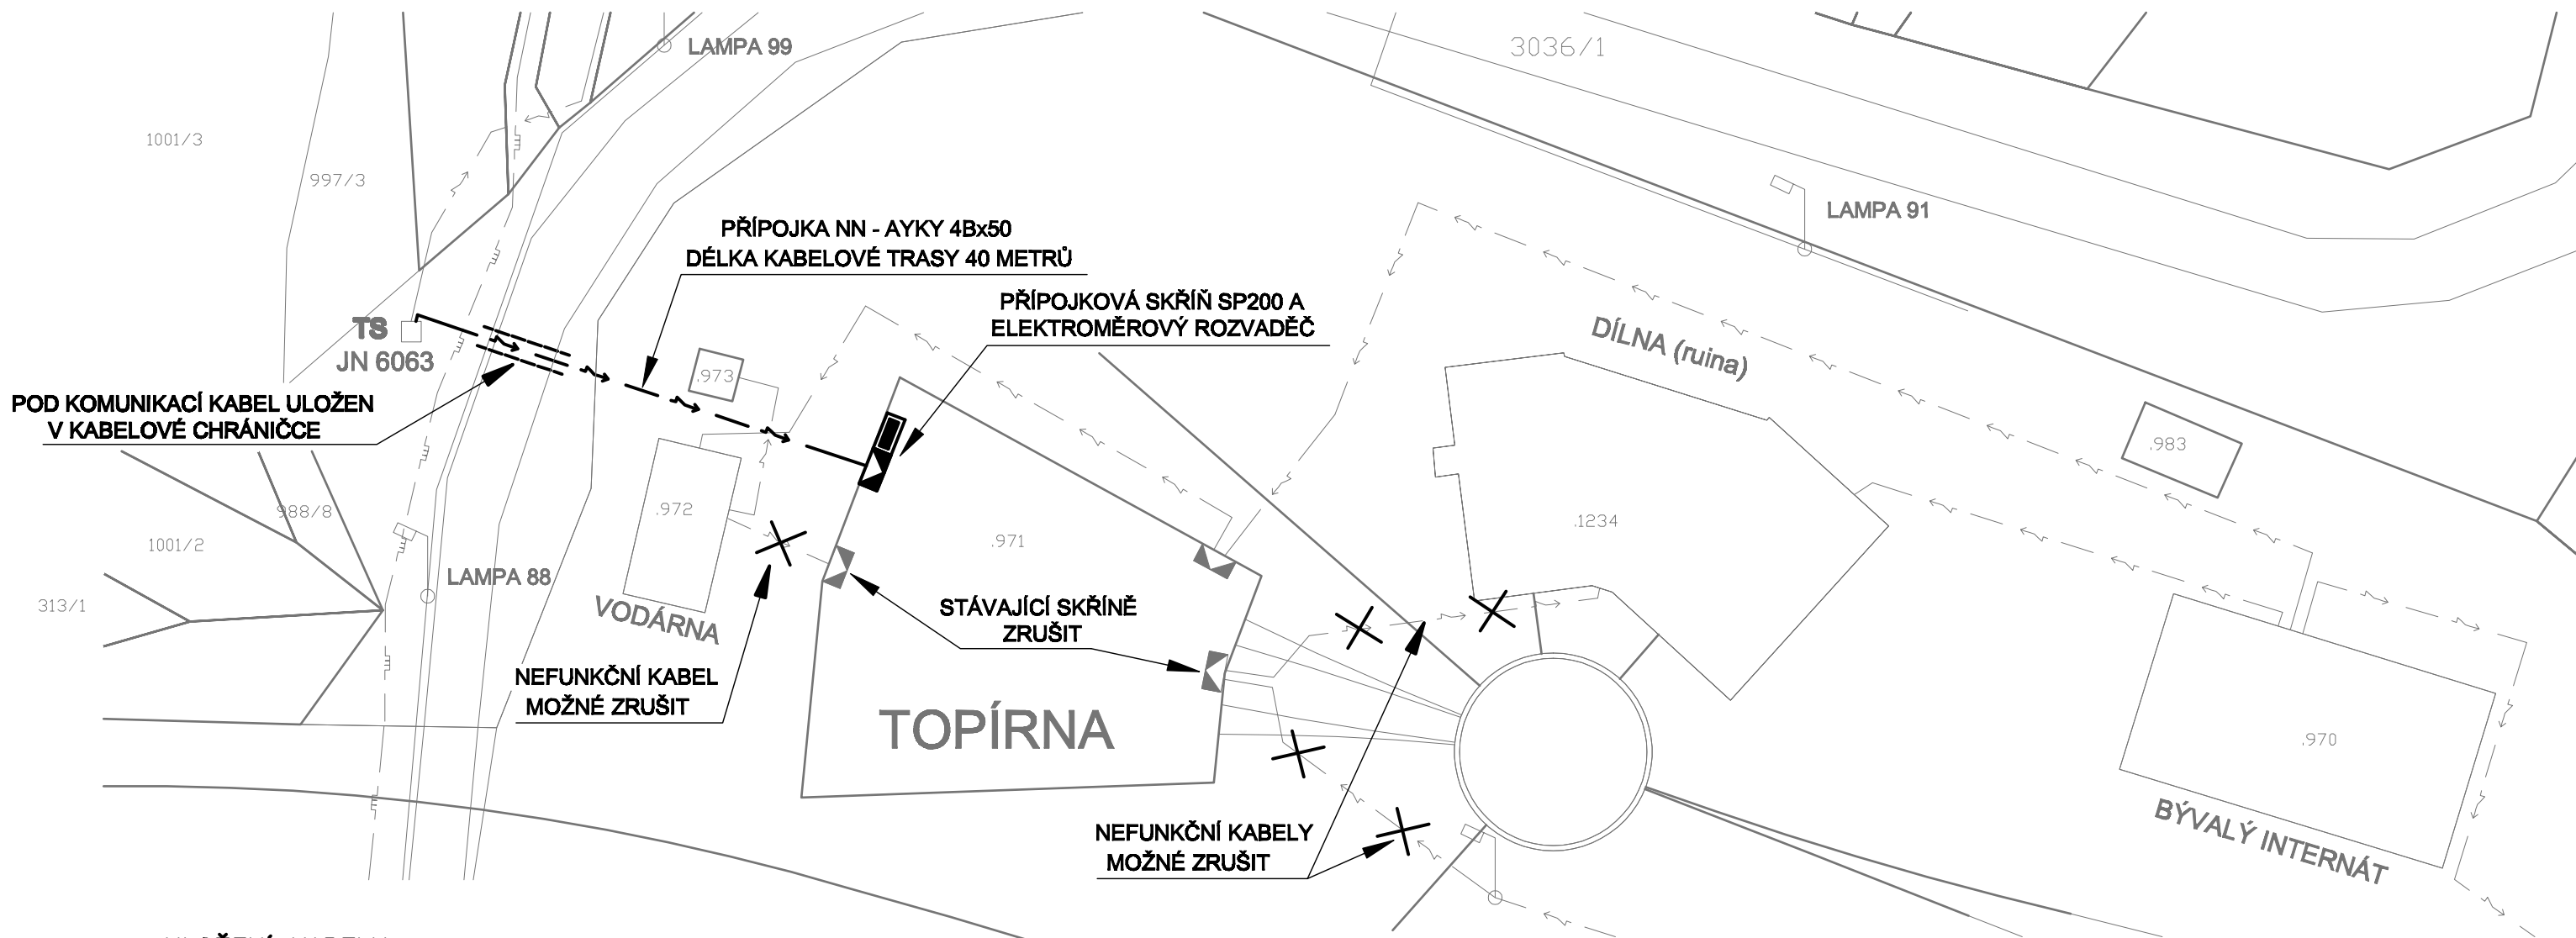 LAMPA 99
3036/1
1001/3
997/3
LAMPA 91
PŘÍPOJKA NN - AYKY 4Bx50
DÉLKA KABELOVÉ TRASY 40 METRŮ
PŘÍPOJKOVÁ SKŘÍŇ SP200 A
ELEKTROMĚROVÝ ROZVADĚČ
TS
JN 6063
DÍLNA (ruina)
.973
POD KOMUNIKACÍ KABEL ULOŽEN
V KABELOVÉ CHRÁNIČCE
.983
988/8
.972
.971
.1234
1001/2
LAMPA 88
313/1
VODÁRNA
STÁVAJÍCÍ SKŘÍNĚ
ZRUŠIT
NEFUNKČNÍ KABEL
MOŽNÉ ZRUŠIT
TOPÍRNA
.970
BÝVALÝ INTERNÁT
NEFUNKČNÍ KABELY
MOŽNÉ ZRUŠIT